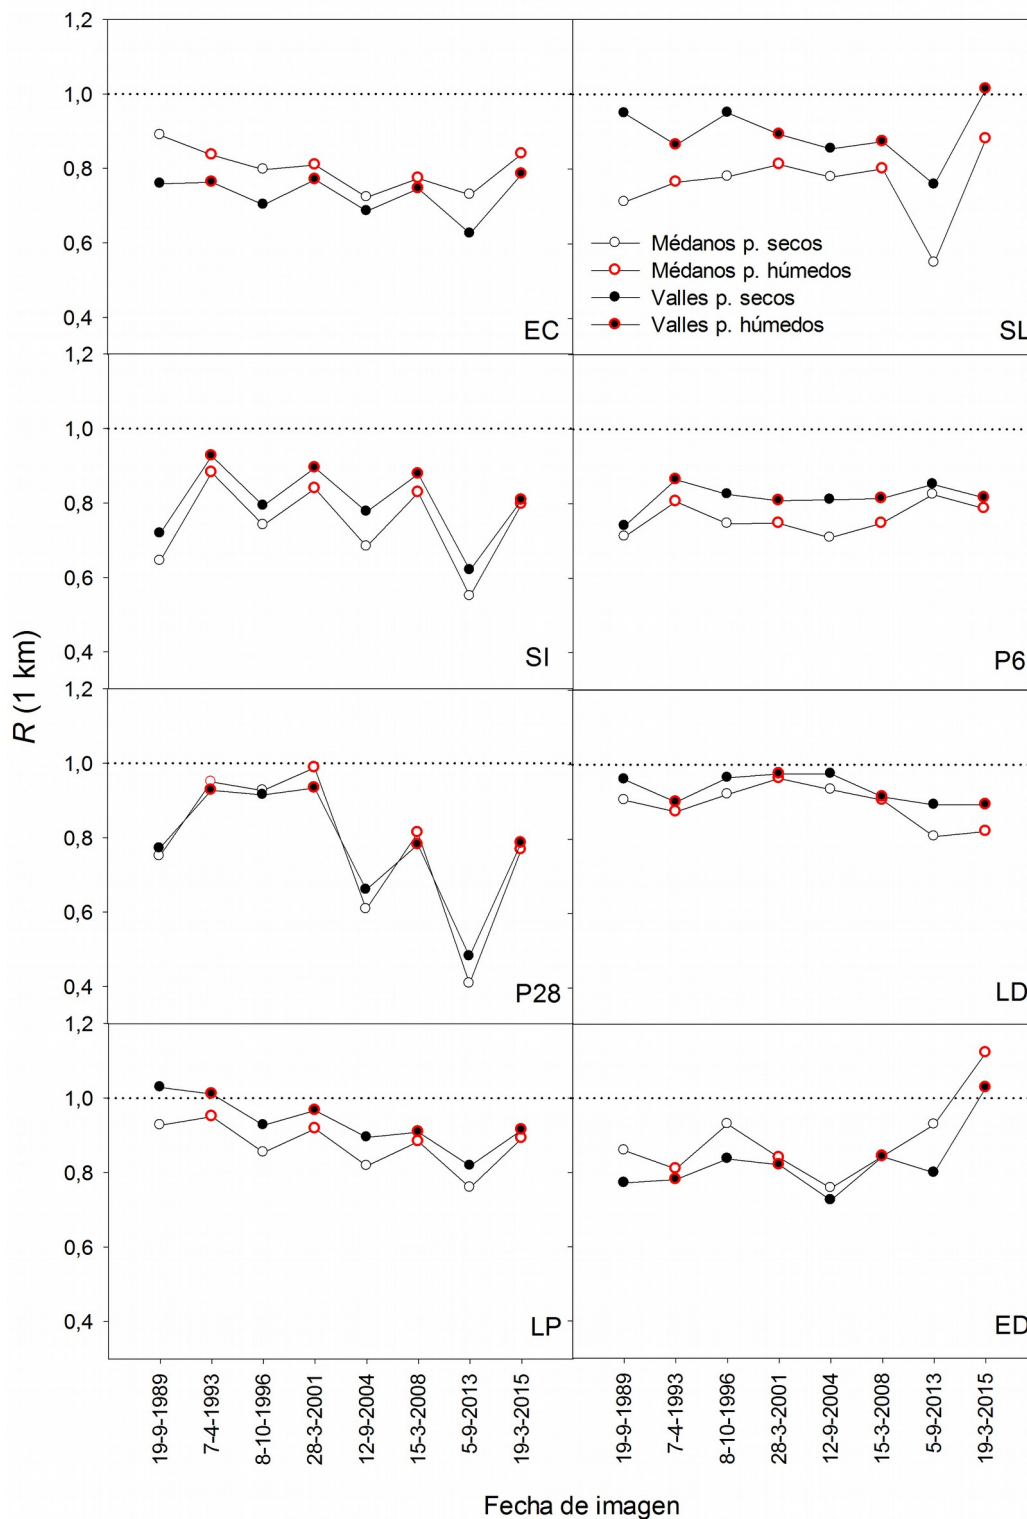 R (1 km)
1,2
1,0
0,8
0,6
0,4
EC
Médanos p. secos
Médanos p. húmedos
Valles p. secos
Valles p. húmedos
SL
1,2
1,0
0,8
0,6
0,4
SI
P6
1,2
1,0
0,8
0,6
0,4
P28
LD
1,2
1,0
0,8
0,6
0,4
LP
ED
19-9-1989
7-4-1993
8-10-1996
28-3-2001
12-9-2004
15-3-2008
5-9-2013
19-3-2015
19-9-1989
7-4-1993
8-10-1996
28-3-2001
12-9-2004
15-3-2008
5-9-2013
19-3-2015
Fecha de imagen